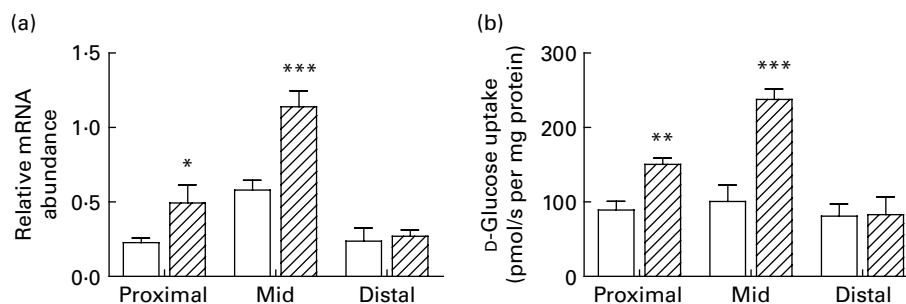 (a)
Relative mRNA
abundance
1·5
1·0
0·5
0·0
*
***
Proximal
Mid
Distal
(b)
D-Glucose uptake
(pmol/s per mg protein)
300
200
100
0
**
***
Proximal
Mid
Distal